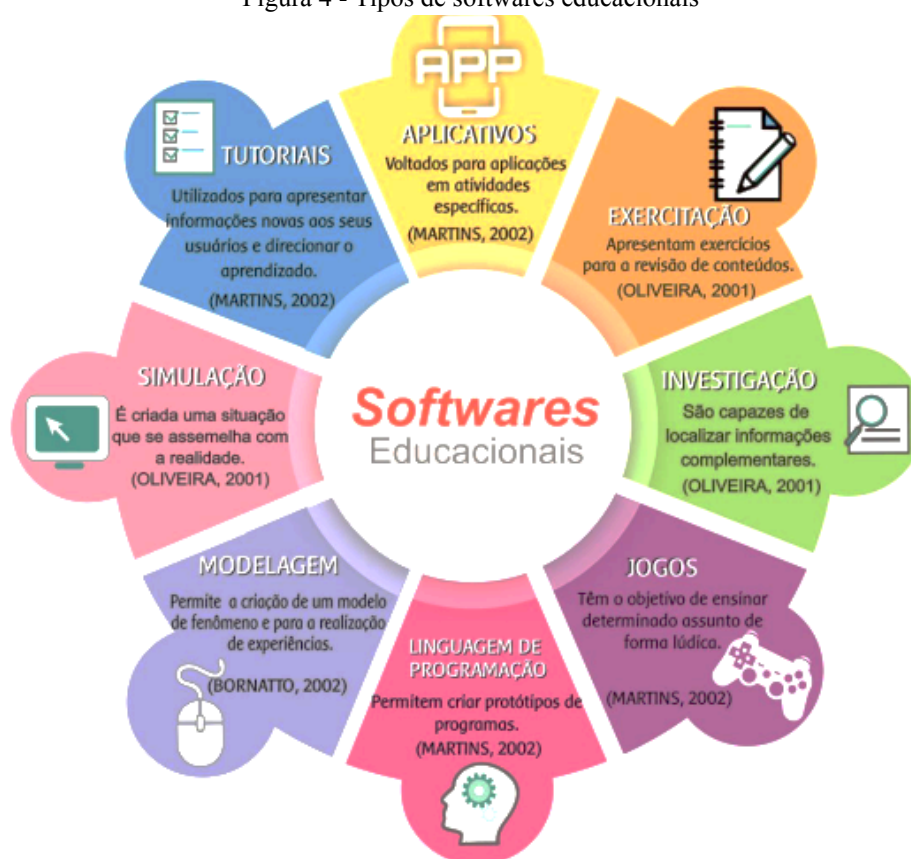 Figura 4 - Tipos de softwares educacionais
APP
APLICATIVOS
Voltados para aplicações
em atividades
específicas.
(MARTINS, 2002)
EXERCITAÇÃO
Apresentam exercícios
para a revisão de conteúdos.
(OLIVEIRA, 2001)
INVESTIGAÇÃO
São capazes de
localizar informações
complementares.
(OLIVEIRA, 2001)
JOGOS
Têm o objetivo de ensinar
determinado assunto de
forma lúdica.
(MARTINS, 2002)
LINGUAGEM DE
PROGRAMAÇÃO
Permitem criar protótipos de
programas.
(MARTINS, 2002)
MODELAGEM
Permite a criação de um modelo
de fenômeno e para a realização
de experiências.
(BORNATTO, 2002)
SIMULAÇÃO
É criada uma situação
que se assemelha com
a realidade.
(OLIVEIRA, 2001)
TUTORIAIS
Utilizados para apresentar
informações novas aos seus
usuários e direcionar o
aprendizado.
(MARTINS, 2002)
Softwares
Educacionais